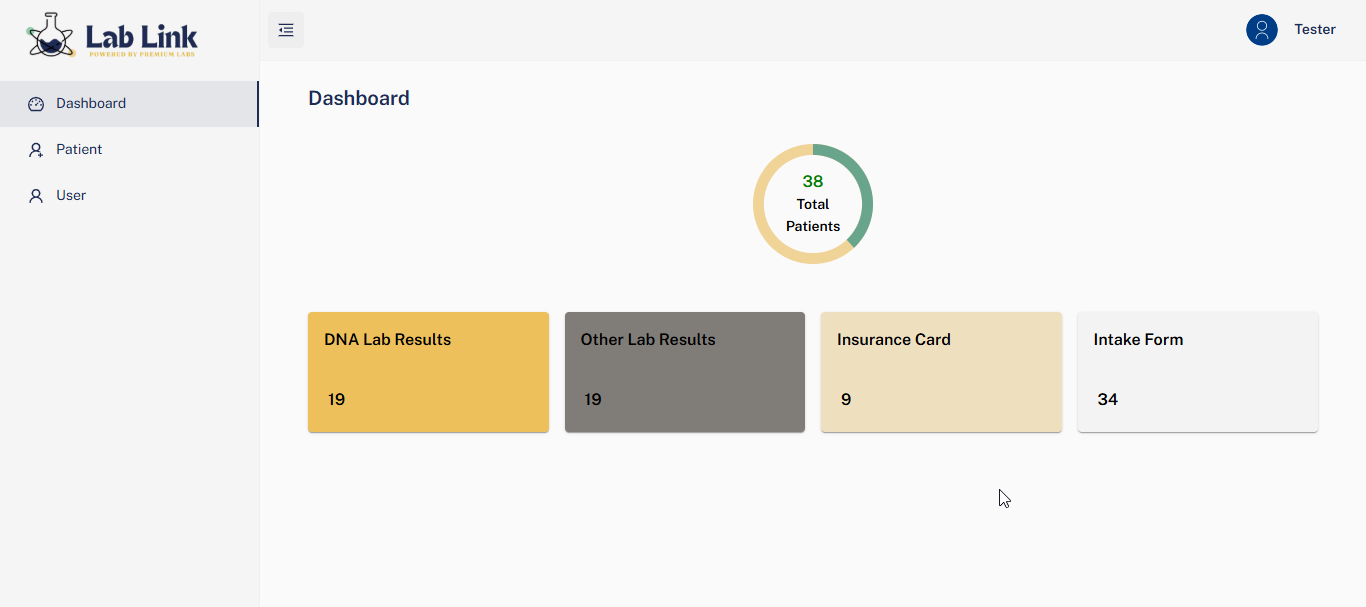 Lab Link
POWERED BY PREMIUM LABS
Tester
Dashboard
Patient
User
Dashboard
38
Total
Patients
DNA Lab Results
19
Other Lab Results
19
Insurance Card
9
Intake Form
34